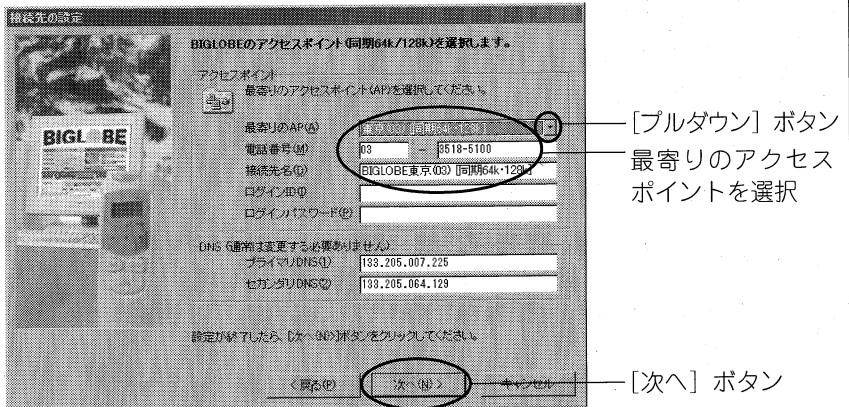 接続先の設定
BIGLOBEのアクセスポイント(同期64k/128k)を選択します。
アクセスポイント
最寄りのアクセスポイント(AP)を選択してください。
最寄りのAP(A)
東京(03) [同期64k・128k]
電話番号(M)
03 - 3518-5100
接続先名(D)
BIGLOBE東京(03) [同期64k・128k]
ログインID(I)
ログインパスワード(P)
DNS (通常は変更する必要ありません)
プライマリDNS(1)
133.205.007.225
セカンダリDNS(2)
133.205.064.129
設定が終了したら、[次へ(N)>]ボタンをクリックしてください。
<戻る(P)
次へ(N) >
キャンセル
BIGLOBE
[プルダウン] ボタン
最寄りのアクセス
ポイントを選択
[次へ] ボタン